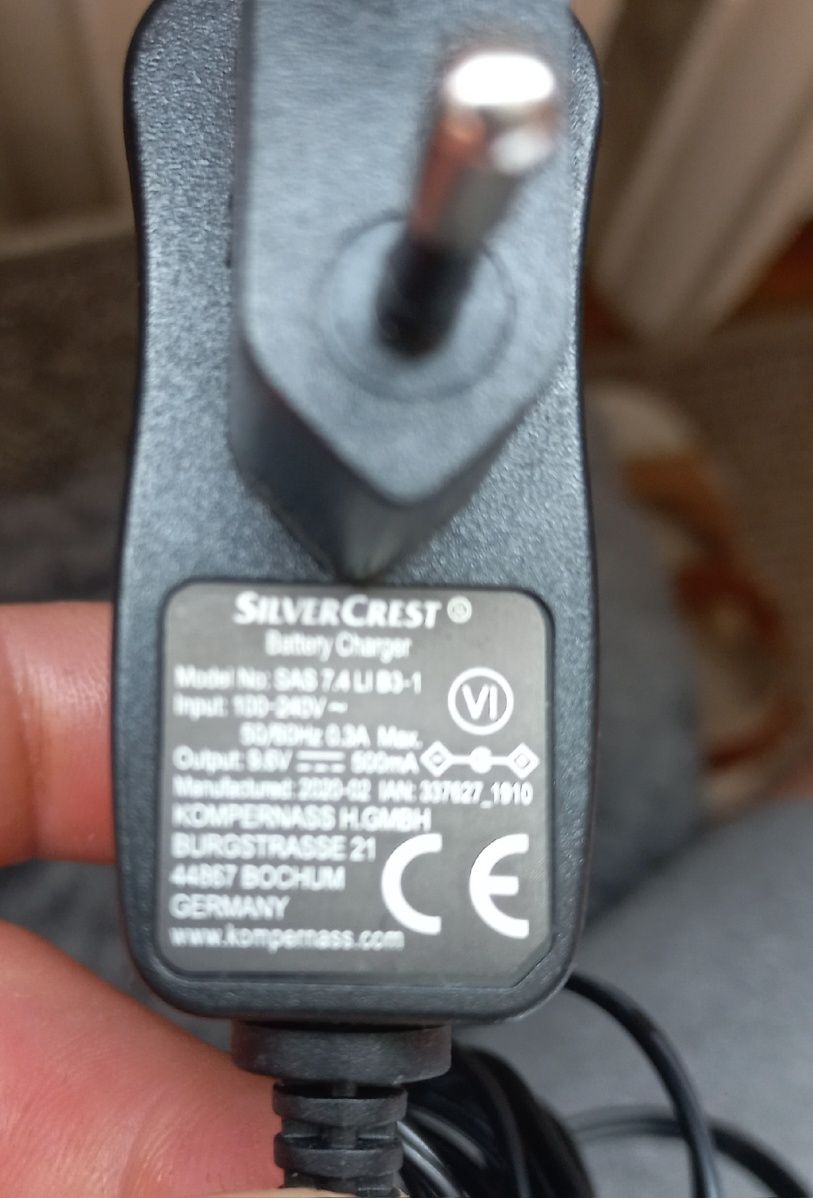 SILVERCREST ®
Battery Charger
Model No: SAS 7.4 LI B3-1
Input: 100-240V ~
50/60Hz 0.3A Max.
VI
Output: 9.6V 500mA
Manufactured: 2020-02 IAN: 337627_1910
KOMPERNASS H.GMBH
BURGSTRASSE 21
44867 BOCHUM
GERMANY
www.kompernass.com
CE